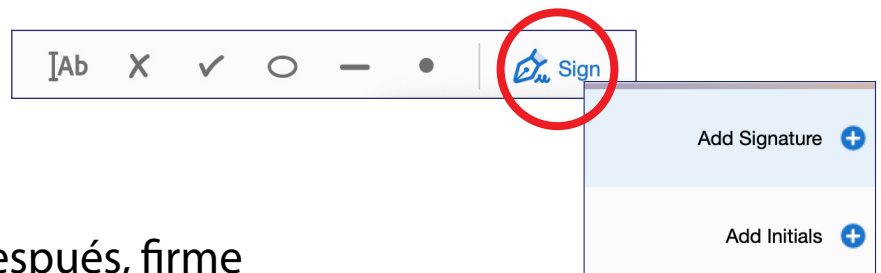 Ab Sign
Add Signature
Add Initials
espués, firme